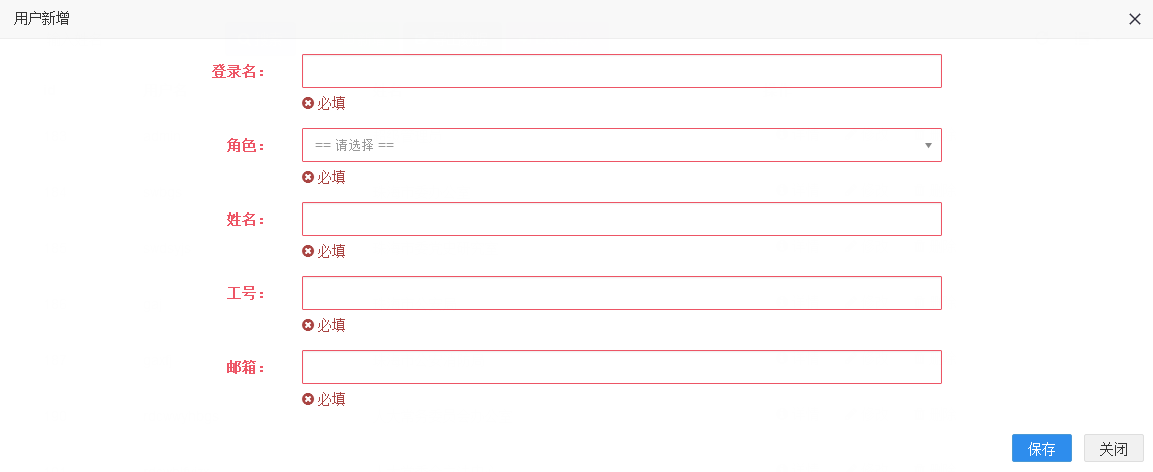 用户新增
登录名：
必填
角色：
== 请选择 ==
必填
姓名：
必填
工号：
必填
邮箱：
必填
保存 关闭